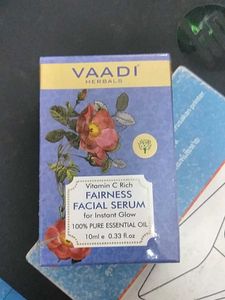 VAADI
HERBALS
Vitamin C Rich
FAIRNESS
FACIAL SERUM
for Instant Glow
100% PURE ESSENTIAL OIL
10ml e 0.33 fl.oz